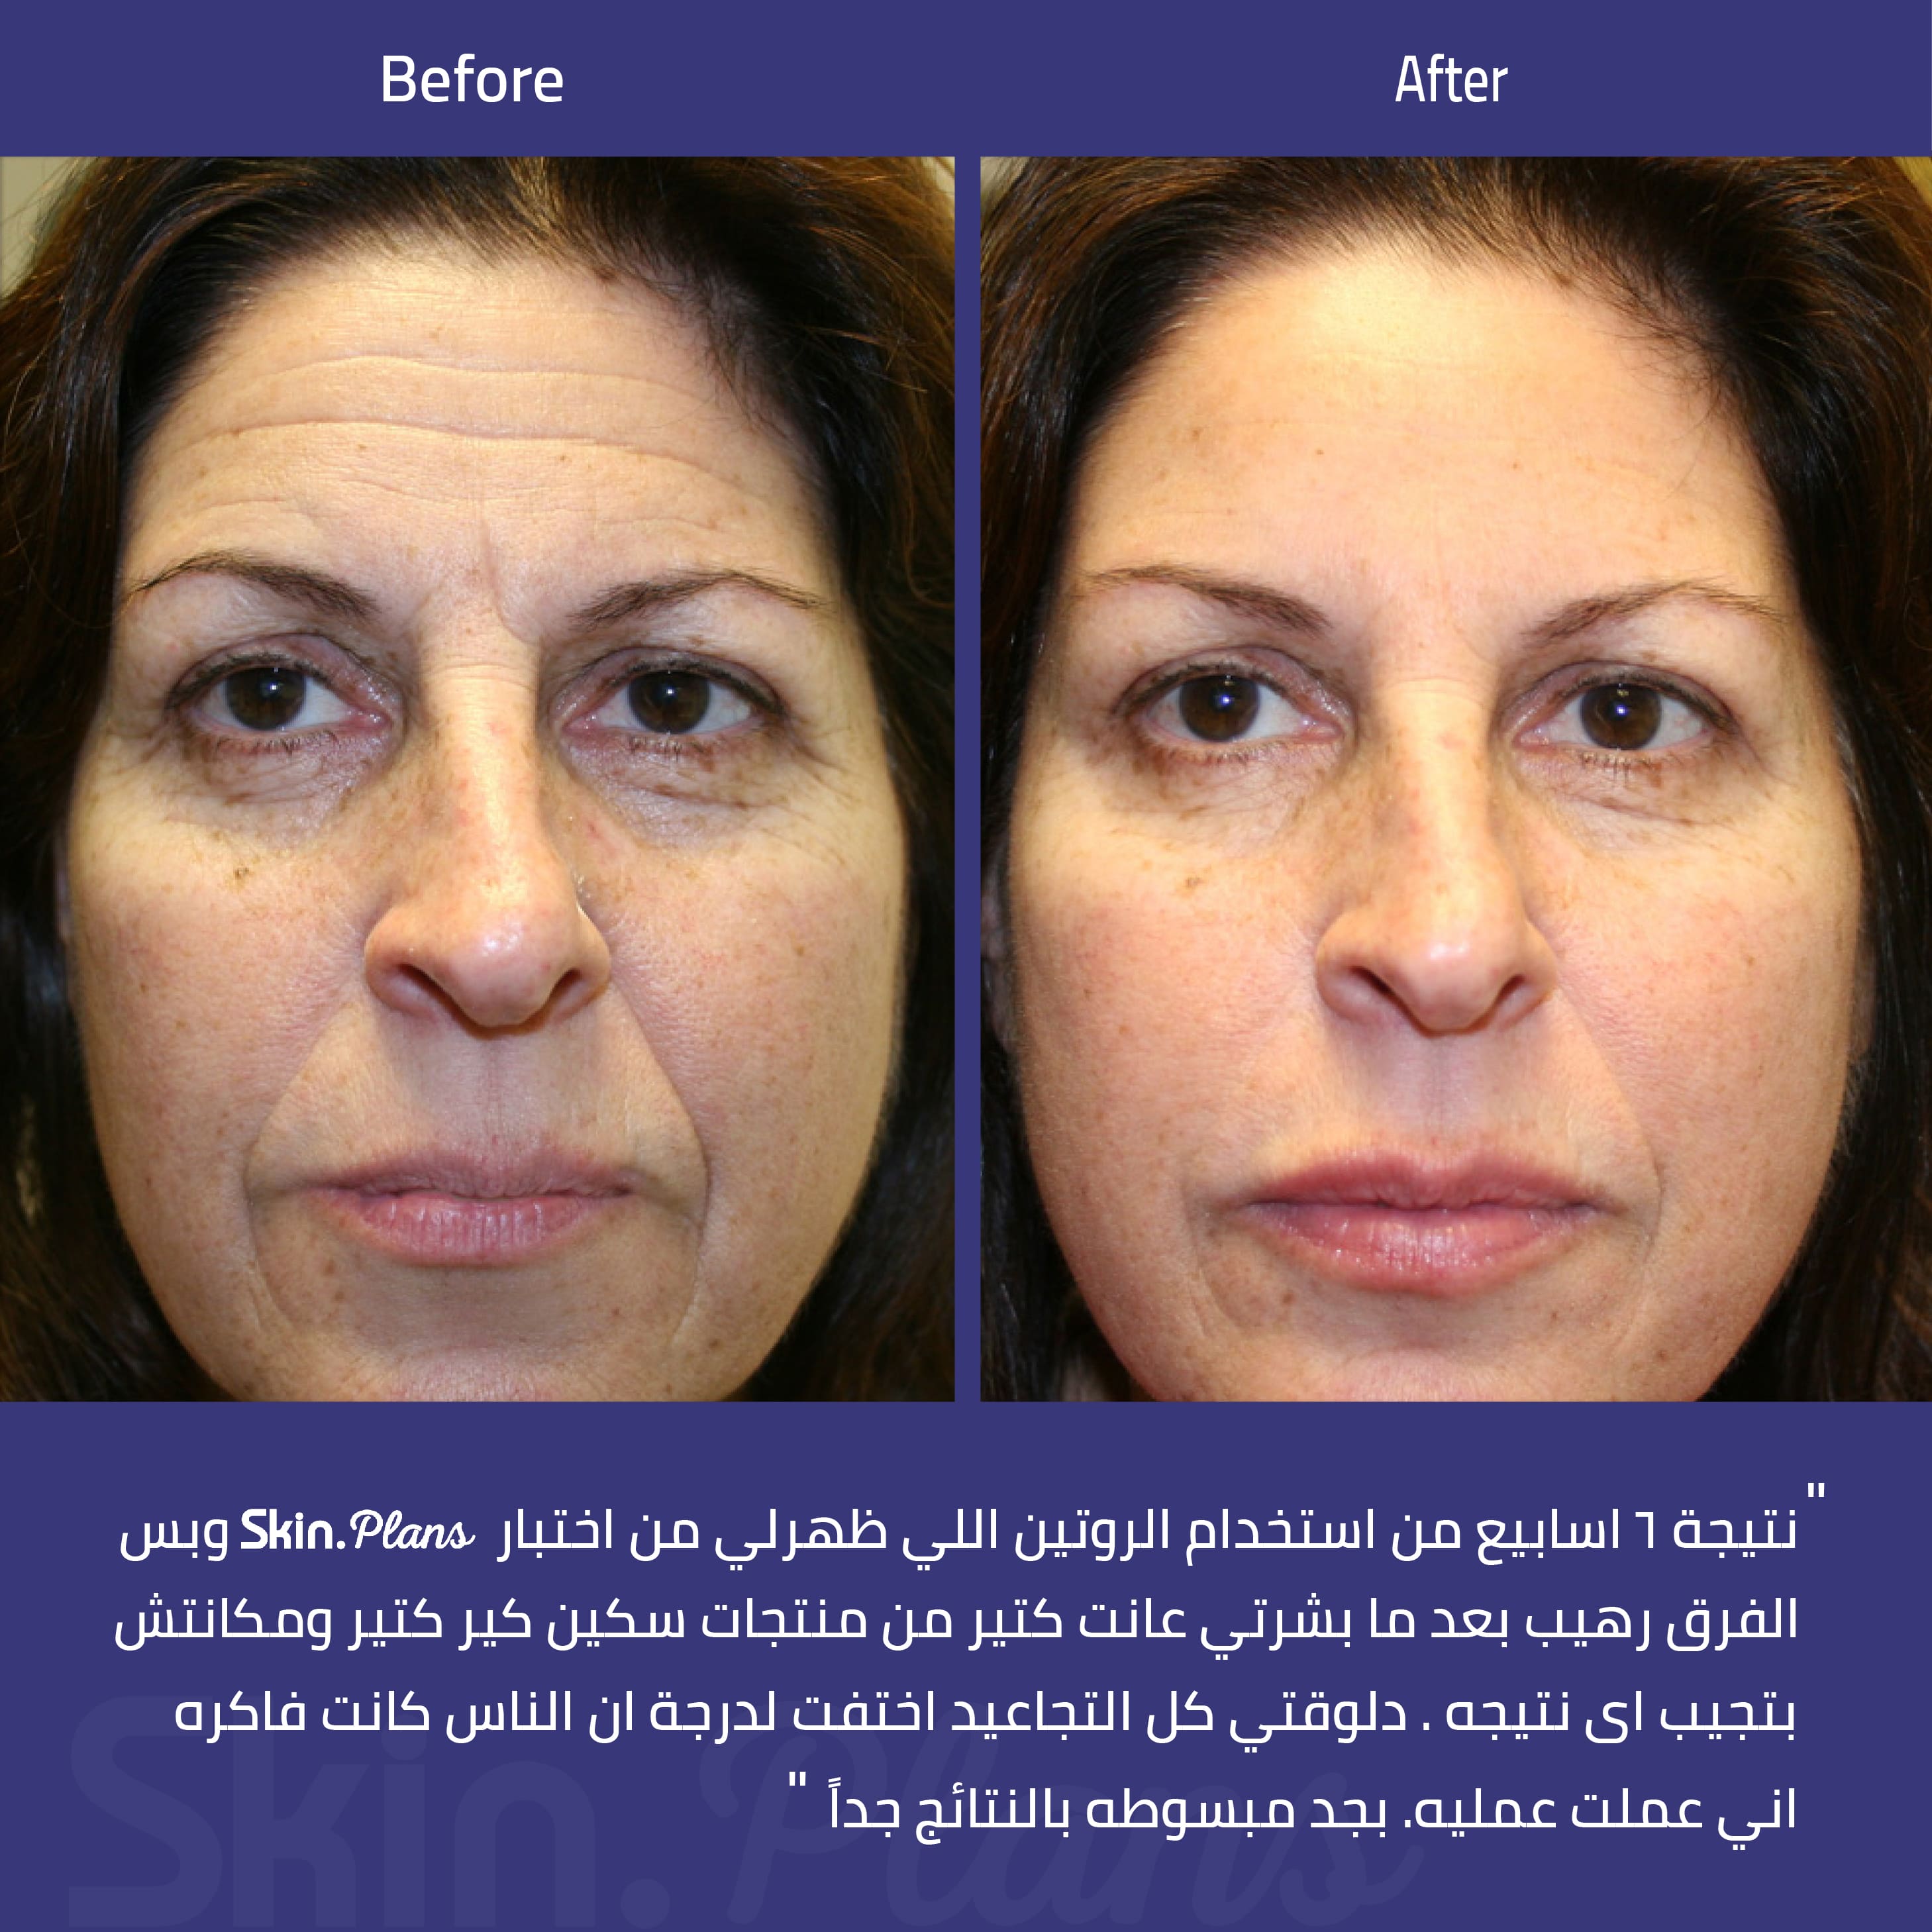 Before
After
"نتيجة ٦ اسابيع من استخدام الروتين اللي ظهرلي من اختبار Skin.Plans وبس
الفرق رهيب بعد ما بشرتي عانت كتير من منتجات سكين كير كتير ومكانتش
بتجيب اى نتيجه . دلوقتي كل التجاعيد اختفت لدرجة ان الناس كانت فاكره
اني عملت عمليه. بجد مبسوطه بالنتائج جداً "
Skin.Plans